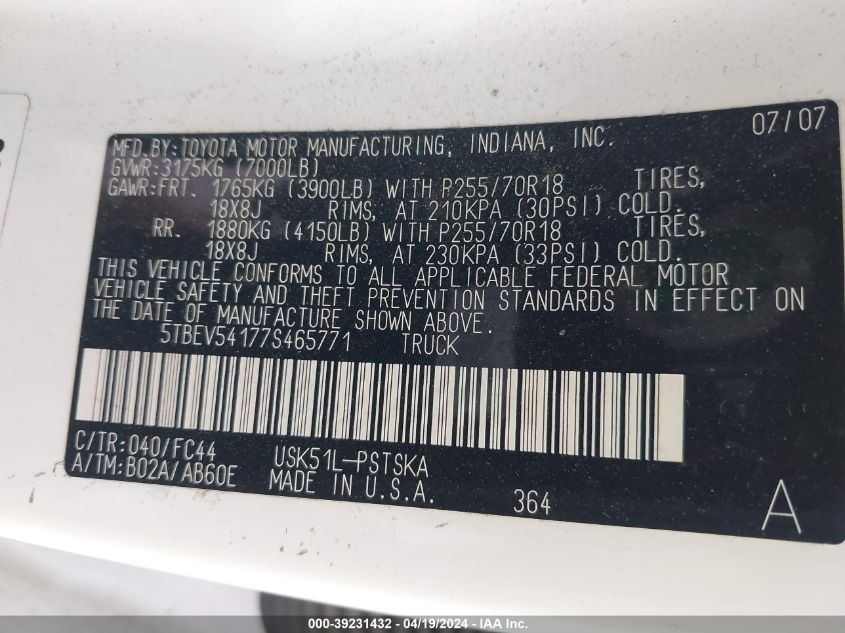 07/07
MFD.BY:TOYOTA MOTOR MANUFACTURING, INDIANA, INC.
GVWR:3175KG (7000LB)
GAWR:FRT. 1765KG (3900LB) WITH P255/70R18 TIRES,
18X8J RIMS, AT 210KPA (30PSI) COLD.
RR. 1880KG (4150LB) WITH P255/70R18 TIRES,
18X8J RIMS, AT 230KPA (33PSI) COLD.
THIS VEHICLE CONFORMS TO ALL APPLICABLE FEDERAL MOTOR
VEHICLE SAFETY AND THEFT PREVENTION STANDARDS IN EFFECT ON
THE DATE OF MANUFACTURE SHOWN ABOVE.
5TBEV54177S465771 TRUCK
C/TR:040/FC44 USK51L-PSTSKA
A/TM:B02A/AB60E MADE IN U.S.A. 364 A
000-39231432 - 04/19/2024 - IAA Inc.